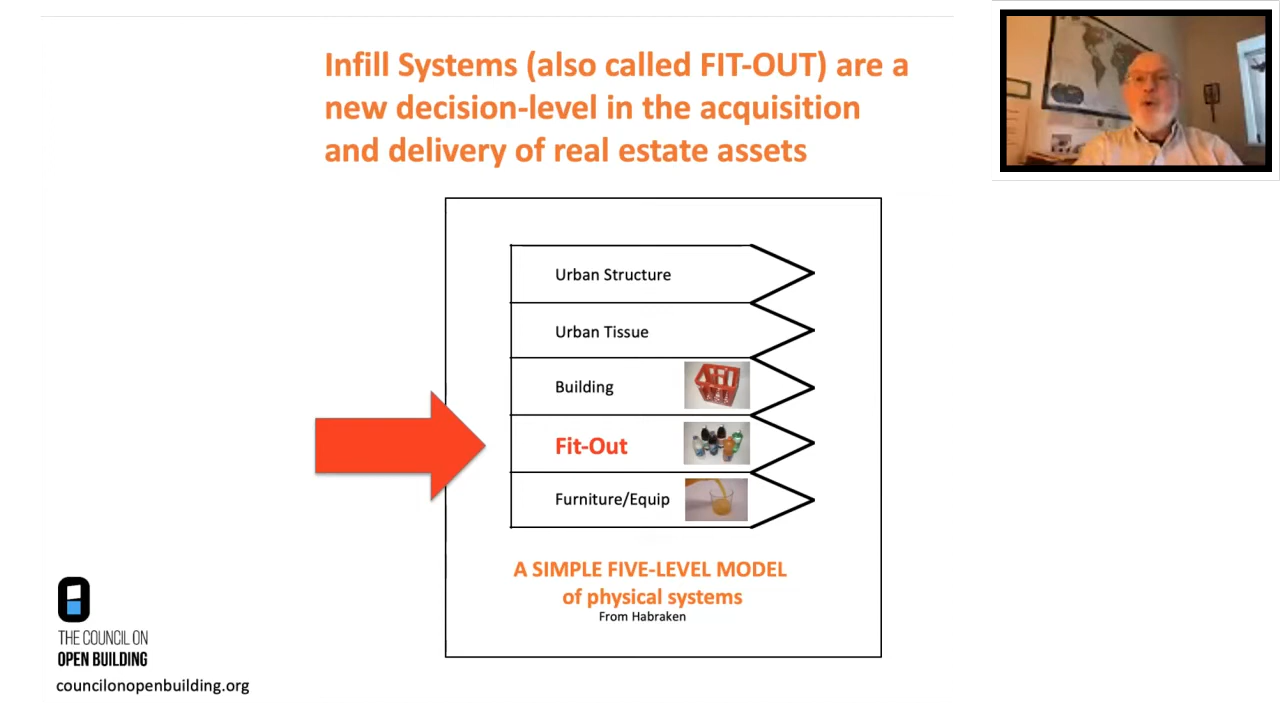 Infill Systems (also called FIT-OUT) are a
new decision-level in the acquisition
and delivery of real estate assets
Urban Structure
Urban Tissue
Building
Fit-Out
Furniture/Equip
A SIMPLE FIVE-LEVEL MODEL
of physical systems
From Habraken
THE COUNCIL ON
OPEN BUILDING
councilonopenbuilding.org